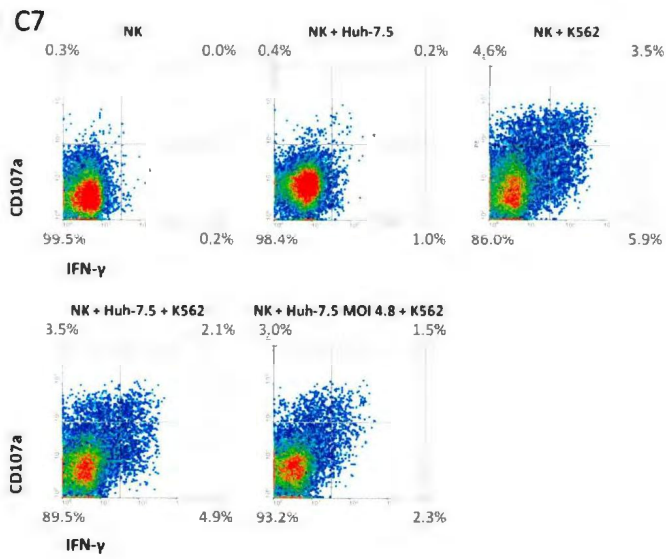 C7
NK
0.3% 0.0%
99.5% 0.2%
NK + Huh-7.5
0.4% 0.2%
98.4% 1.0%
NK + K562
4.6% 3.5%
86.0% 5.9%
CD107a
IFN-γ
NK + Huh-7.5 + K562
3.5% 2.1%
89.5% 4.9%
NK + Huh-7.5 MOI 4.8 + K562
3.0% 1.5%
93.2% 2.3%
CD107a
IFN-γ